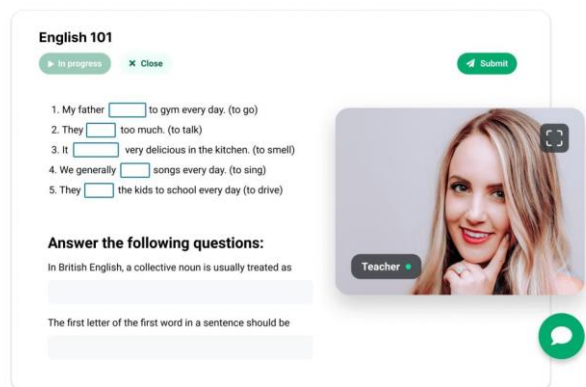 English 101
In progress
Close
Submit
1. My father to gym every day. (to go)
2. They too much. (to talk)
3. It very delicious in the kitchen. (to smell)
4. We generally songs every day. (to sing)
5. They the kids to school every day (to drive)
Teacher
Answer the following questions:
In British English, a collective noun is usually treated as
The first letter of the first word in a sentence should be